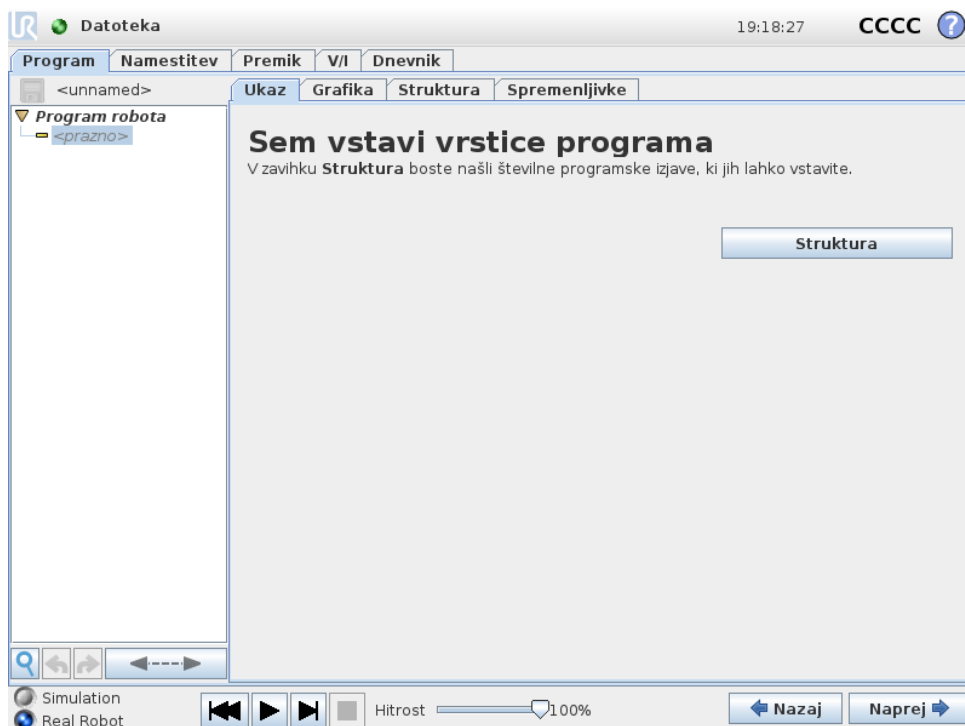 UR Datoteka 19:18:27 CCCC ?
Program Namestitev Premik V/I Dnevnik
<unnamed> Ukaz Grafika Struktura Spremenljivke
Program robota
<prazno>
Sem vstavi vrstice programa
V zavihku Struktura boste našli številne programske izjave, ki jih lahko vstavite.
Struktura
Simulation
Real Robot
Hitrost 100%
Nazaj Naprej